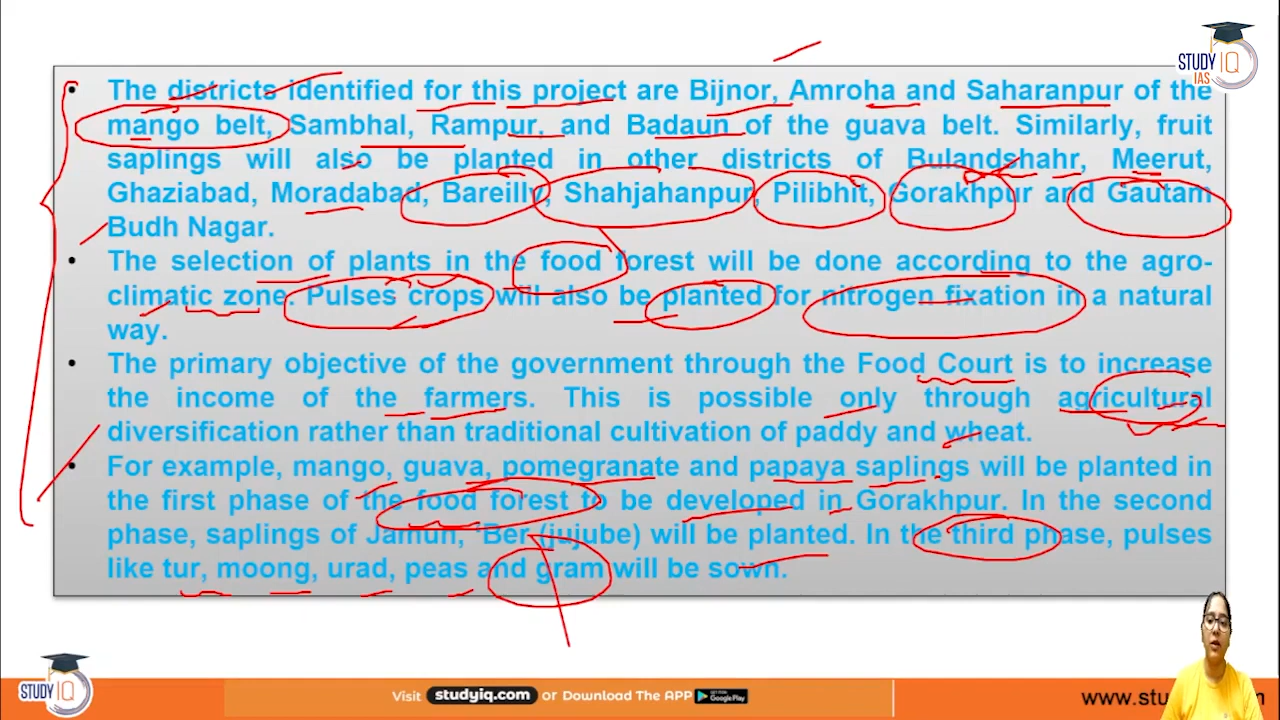 STUDY IQ
IAS
• The districts identified for this project are Bijnor, Amroha and Saharanpur of the
mango belt, Sambhal, Rampur, and Badaun of the guava belt. Similarly, fruit
saplings will also be planted in other districts of Bulandshahr, Meerut,
Ghaziabad, Moradabad, Bareilly, Shahjahanpur, Pilibhit, Gorakhpur and Gautam
Budh Nagar.
• The selection of plants in the food forest will be done according to the agro-
climatic zone. Pulses crops will also be planted for nitrogen fixation in a natural
way.
• The primary objective of the government through the Food Court is to increase
the income of the farmers. This is possible only through agricultural
diversification rather than traditional cultivation of paddy and wheat.
• For example, mango, guava, pomegranate and papaya saplings will be planted in
the first phase of the food forest to be developed in Gorakhpur. In the second
phase, saplings of Jamun, 'Ber (jujube) will be planted. In the third phase, pulses
like tur, moong, urad, peas and gram will be sown.
STUDY IQ
Visit studyiq.com or Download The APP Google Play
www.stu